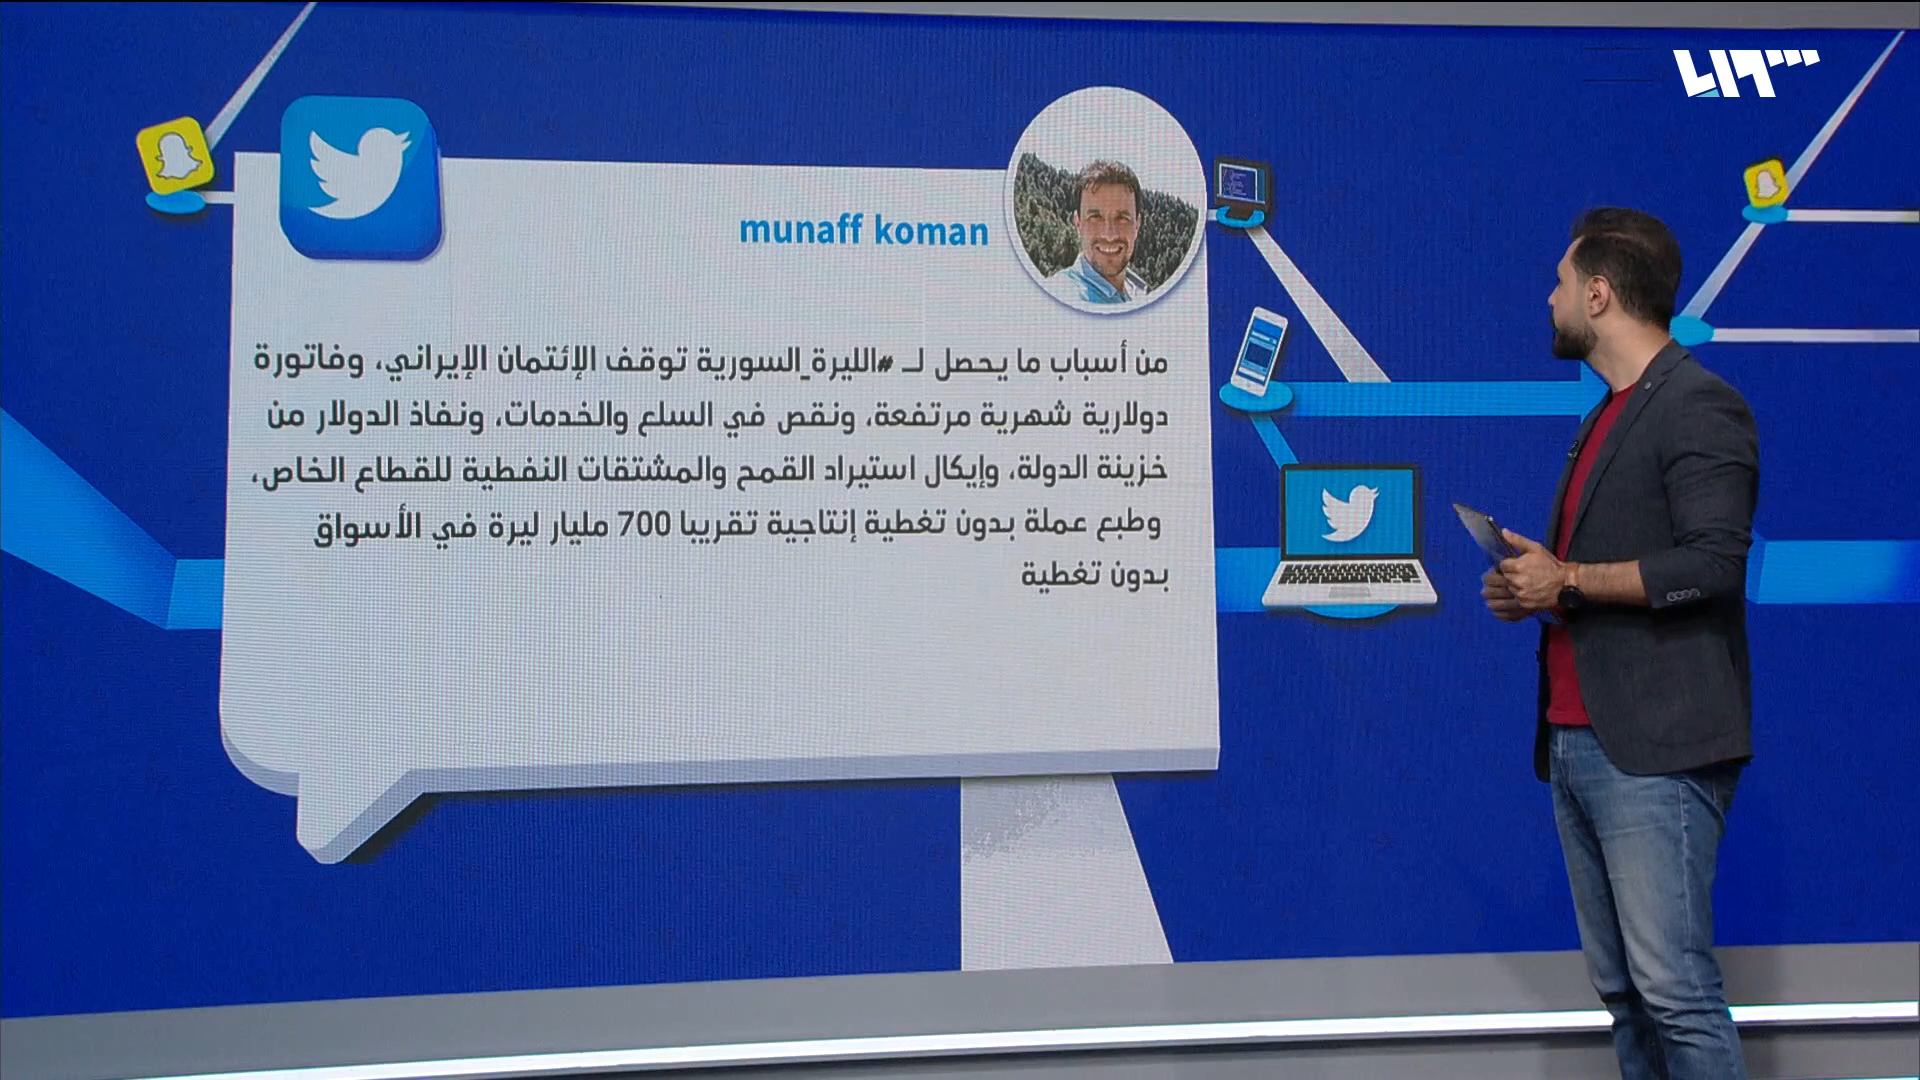 munaff koman
من أسباب ما يحصل لـ #الليرة_السورية توقف الإئتمان الإيراني، وفاتورة
دولارية شهرية مرتفعة، ونقص في السلع والخدمات، ونفاذ الدولار من
خزينة الدولة، وإيكال استيراد القمح والمشتقات النفطية للقطاع الخاص،
وطبع عملة بدون تغطية إنتاجية تقريبا 700 مليار ليرة في الأسواق
بدون تغطية